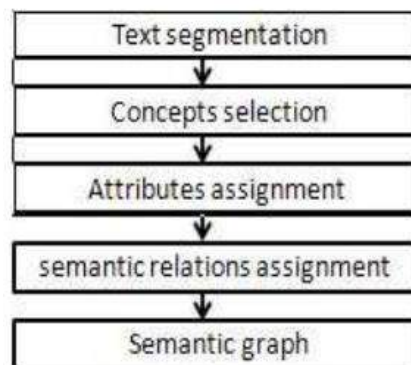 Text segmentation
Concepts selection
Attributes assignment
semantic relations assignment
Semantic graph